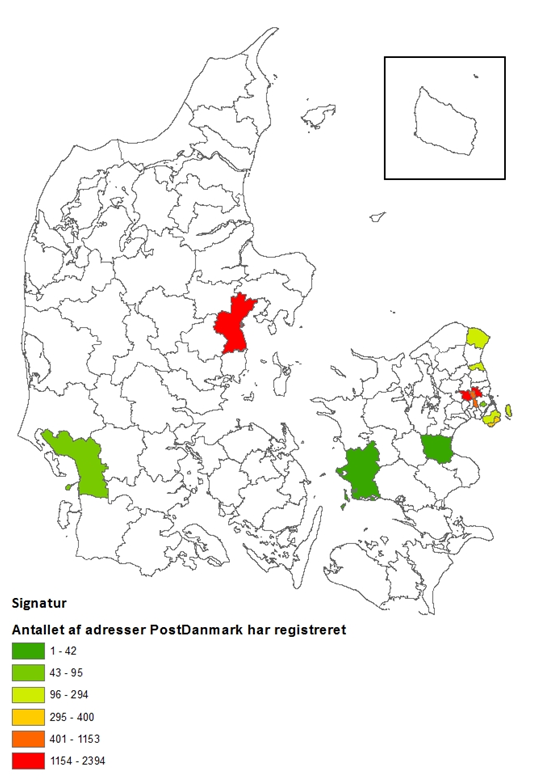 Signatur
Antallet af adresser PostDanmark har registreret
1 - 42
43 - 95
96 - 294
295 - 400
401 - 1153
1154 - 2394